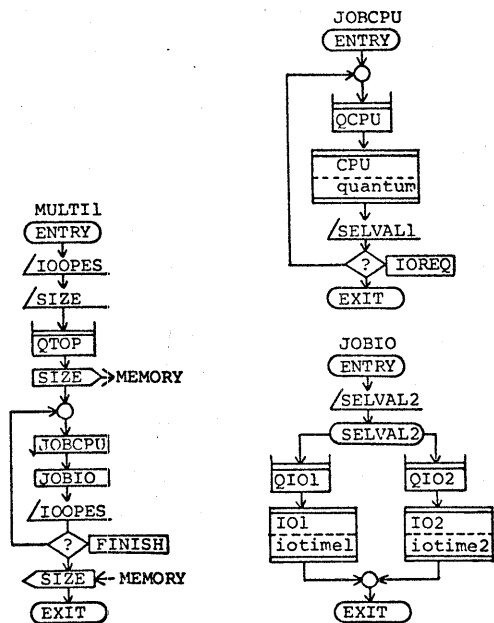 MULTI1
ENTRY
/IOOPES
/SIZE
QTOP
SIZE MEMORY
JOBCPU
JOBIO
/IOOPES
? FINISH
SIZE MEMORY
EXIT
JOBCPU
ENTRY
QCPU
CPU
quantum
/SELVAL1
? IOREQ
EXIT
JOBIO
ENTRY
/SELVAL2
SELVAL2
QIO1 QIO2
IO1 IO2
iotime1 iotime2
EXIT